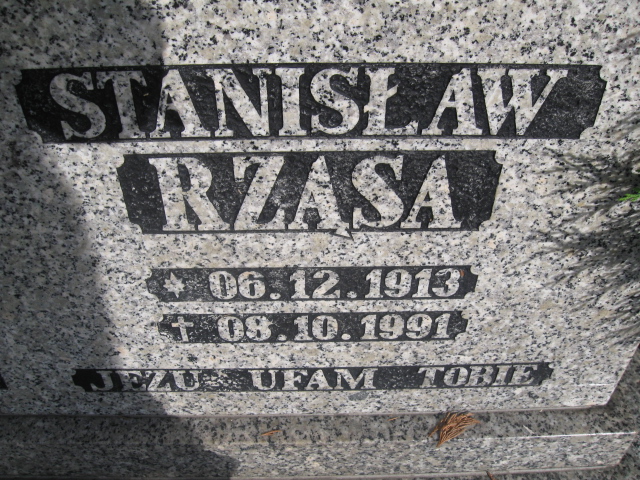 STANISŁAW
RZĄSA
* 06.12.1913
† 08.10.1991
JEZU UFAM TOBIE